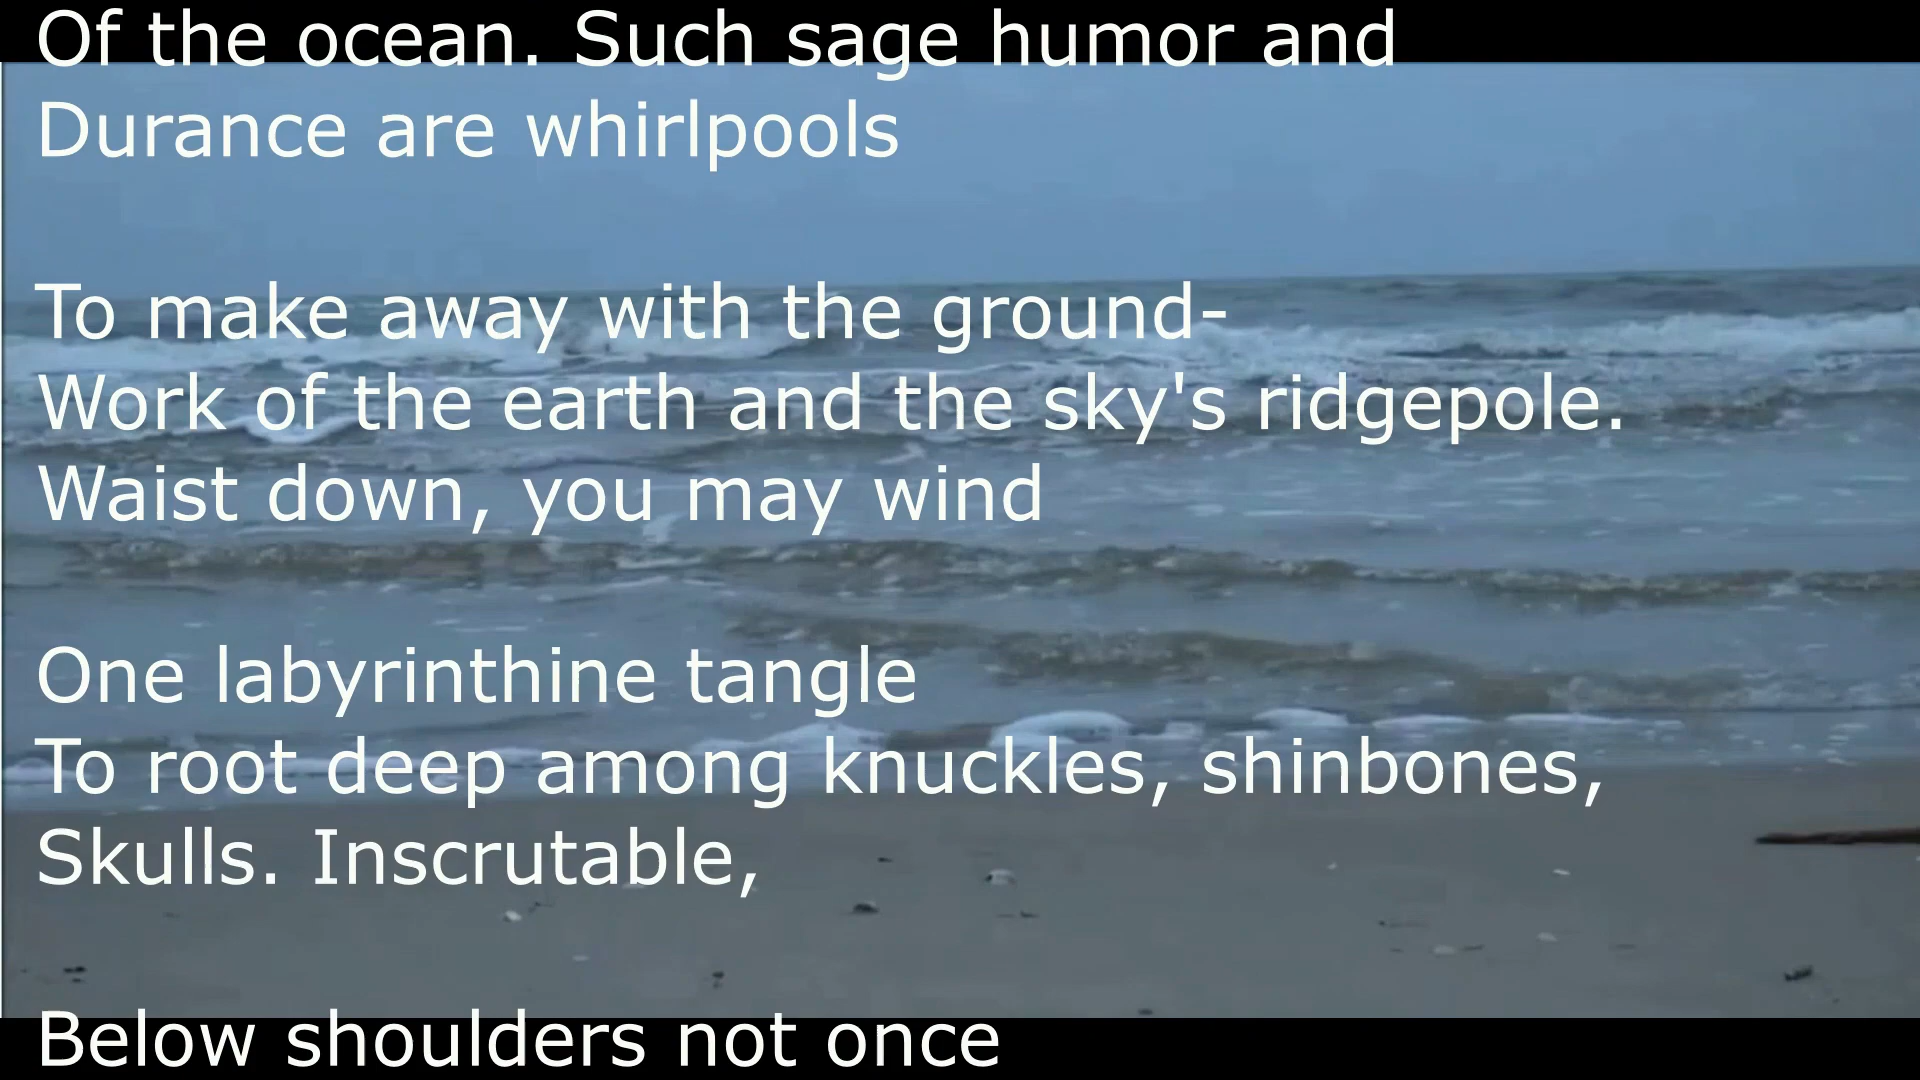 Of the ocean. Such sage humor and
Durance are whirlpools
To make away with the ground-
Work of the earth and the sky's ridgepole.
Waist down, you may wind
One labyrinthine tangle
To root deep among knuckles, shinbones,
Skulls. Inscrutable,
Below shoulders not once